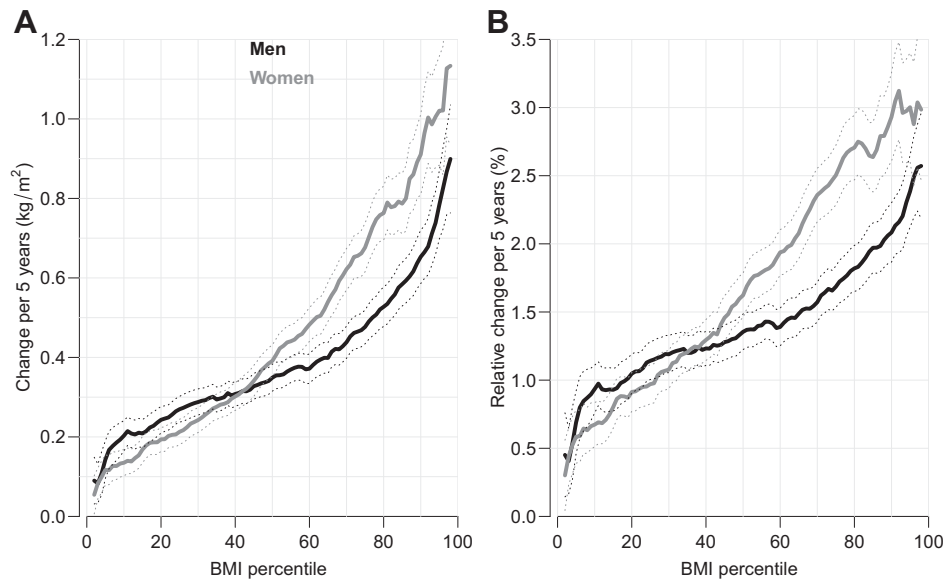 A
B
Men
Women
Change per 5 years (kg/m²)
1.2
1.0
0.8
0.6
0.4
0.2
0.0
0 20 40 60 80 100
BMI percentile
Relative change per 5 years (%)
3.5
3.0
2.5
2.0
1.5
1.0
0.5
0.0
0 20 40 60 80 100
BMI percentile